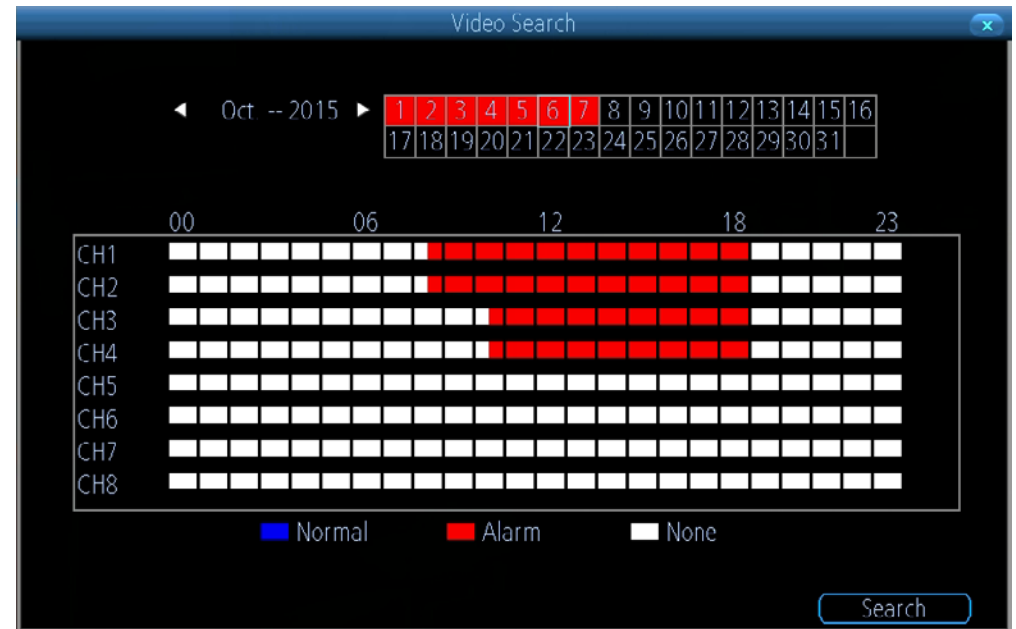 Video Search
Oct. -- 2015
1 2 3 4 5 6 7 8 9 10 11 12 13 14 15 16
17 18 19 20 21 22 23 24 25 26 27 28 29 30 31
00 06 12 18 23
CH1
CH2
CH3
CH4
CH5
CH6
CH7
CH8
Normal Alarm None
Search